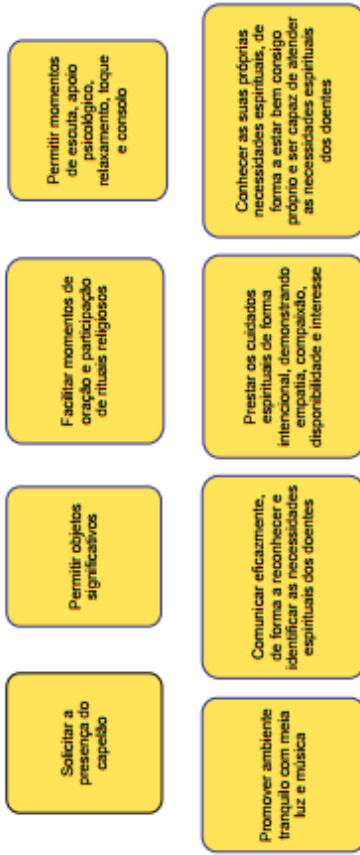 Solicitar a
presença do
capelão
Permitir objetos
significativos
Facilitar momentos de
oração e participação
de rituais religiosos
Permitir momentos
de escuta, apoio
psicológico,
relaxamento, toque
e consolo
Promover ambiente
tranquilo com meia
luz e música
Comunicar eficazmente,
de forma a reconhecer e
identificar as necessidades
espirituais dos doentes
Prestar os cuidados
espirituais de forma
intencional, demonstrando
empatia, compaixão,
disponibilidade e interesse
Conhecer as suas próprias
necessidades espirituais, de
forma a estar bem consigo
próprio e ser capaz de atender
as necessidades espirituais
dos doentes